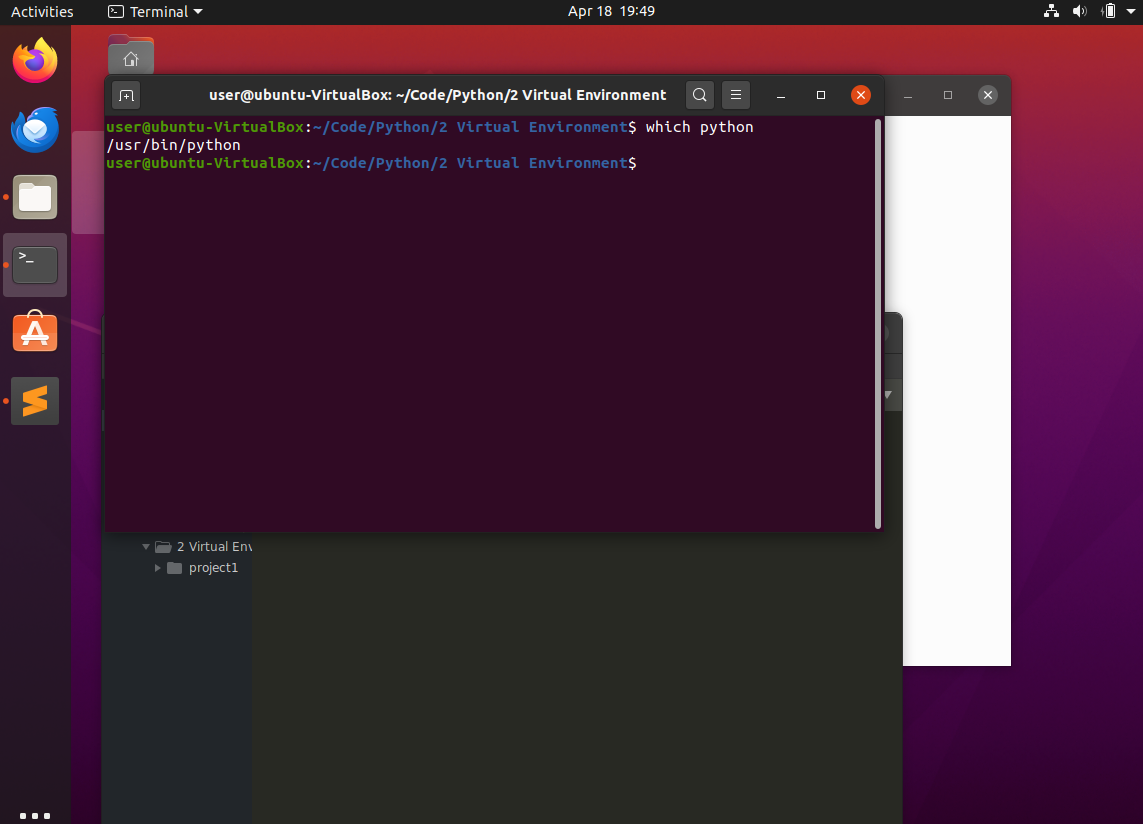 Activities Terminal Apr 18 19:49
user@ubuntu-VirtualBox: ~/Code/Python/2 Virtual Environment
user@ubuntu-VirtualBox:~/Code/Python/2 Virtual Environment$ which python
/usr/bin/python
user@ubuntu-VirtualBox:~/Code/Python/2 Virtual Environment$
2 Virtual Env
project1